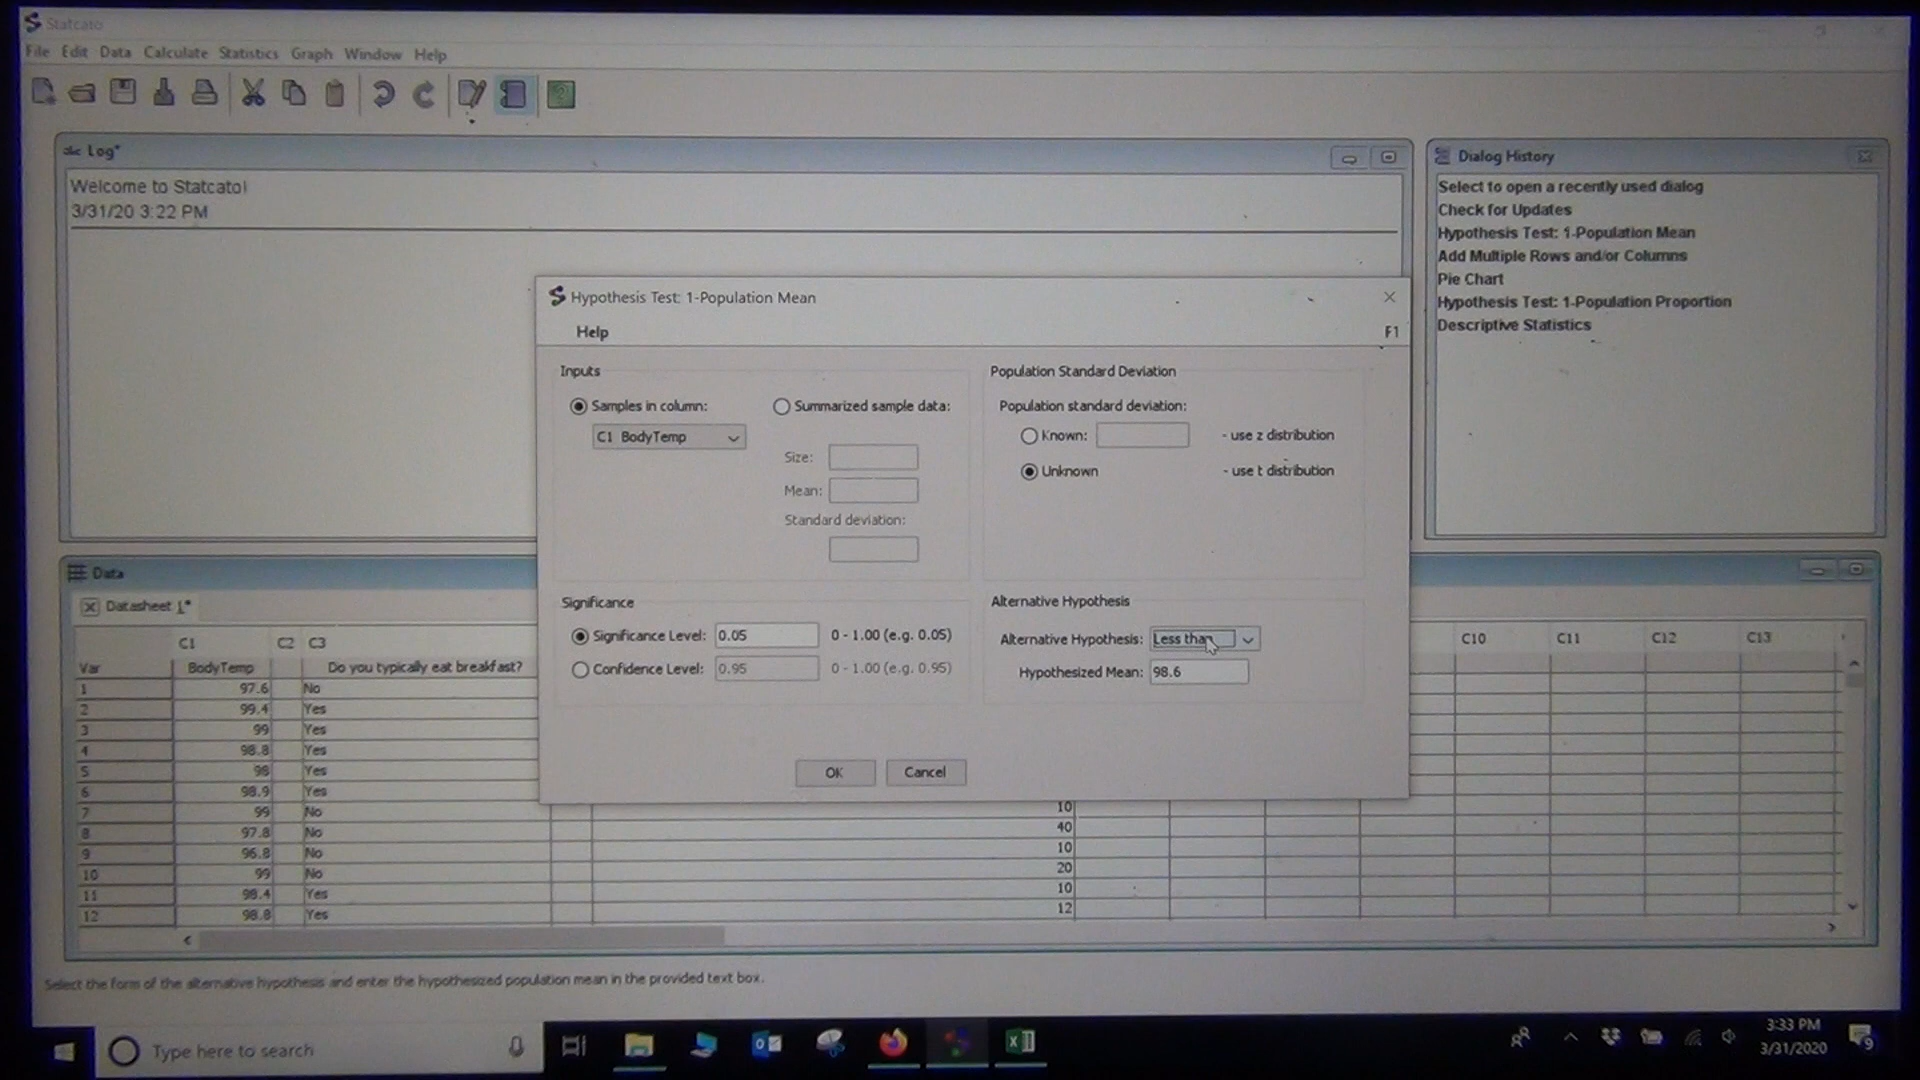 Statcato
File Edit Data Calculate Statistics Graph Window Help
Log*
Welcome to Statcato!
3/31/20 3:22 PM
Dialog History
Select to open a recently used dialog
Check for Updates
Hypothesis Test: 1-Population Mean
Add Multiple Rows and/or Columns
Pie Chart
Hypothesis Test: 1-Population Proportion
Descriptive Statistics
Hypothesis Test: 1-Population Mean
Help F1
Inputs
Samples in column:
C1 BodyTemp
Summarized sample data:
Size:
Mean:
Standard deviation:
Population Standard Deviation
Population standard deviation:
Known: - use z distribution
Unknown - use t distribution
Significance
Significance Level: 0.05 0 - 1.00 (e.g. 0.05)
Confidence Level: 0.95 0 - 1.00 (e.g. 0.95)
Alternative Hypothesis
Alternative Hypothesis: Less than
Hypothesized Mean: 98.6
OK Cancel
Data
Datasheet 1*
C1 C2 C3 C10 C11 C12 C13
Var BodyTemp Do you typically eat breakfast?
1 97.6 No
2 99.4 Yes
3 99 Yes
4 98.8 Yes
5 98 Yes
6 98.9 Yes
7 99 No 10
8 97.8 No 40
9 96.8 No 10
10 99 No 20
11 98.4 Yes 10
12 98.8 Yes 12
Select the form of the alternative hypothesis and enter the hypothesized population mean in the provided text box.
Type here to search
3:33 PM
3/31/2020
9